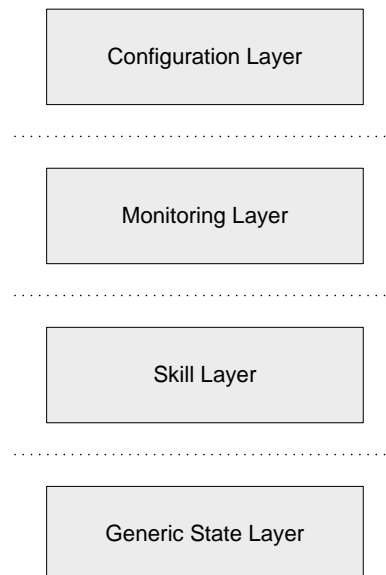 Configuration Layer
Monitoring Layer
Skill Layer
Generic State Layer